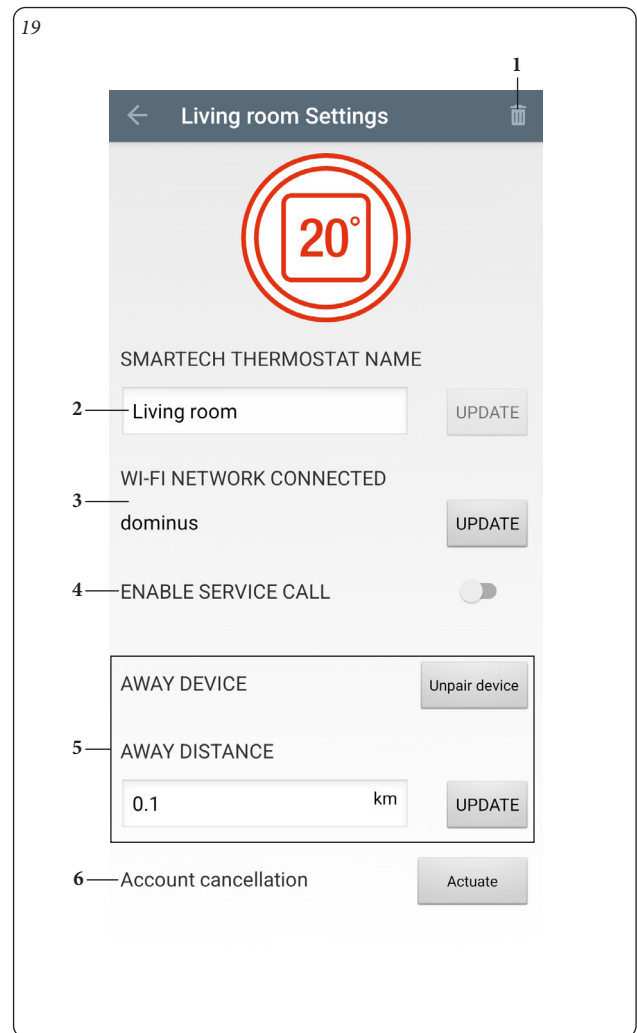 19
1
Living room Settings
20°
SMARTECH THERMOSTAT NAME
2 Living room UPDATE
WI-FI NETWORK CONNECTED
3
dominus UPDATE
4 ENABLE SERVICE CALL
AWAY DEVICE Unpair device
5 AWAY DISTANCE
0.1 km UPDATE
6 Account cancellation Actuate